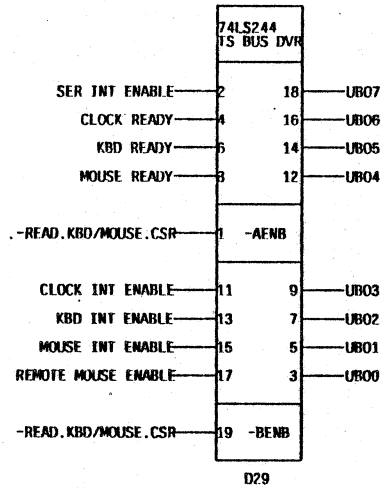 74LS244
TS BUS DVR
SER INT ENABLE 2 18 UB07
CLOCK READY 4 16 UB06
KBD READY 6 14 UB05
MOUSE READY 8 12 UB04
-READ.KBD/MOUSE.CSR 1 -AENB
CLOCK INT ENABLE 11 9 UB03
KBD INT ENABLE 13 7 UB02
MOUSE INT ENABLE 15 5 UB01
REMOTE MOUSE ENABLE 17 3 UB00
-READ.KBD/MOUSE.CSR 19 -BENB
D29